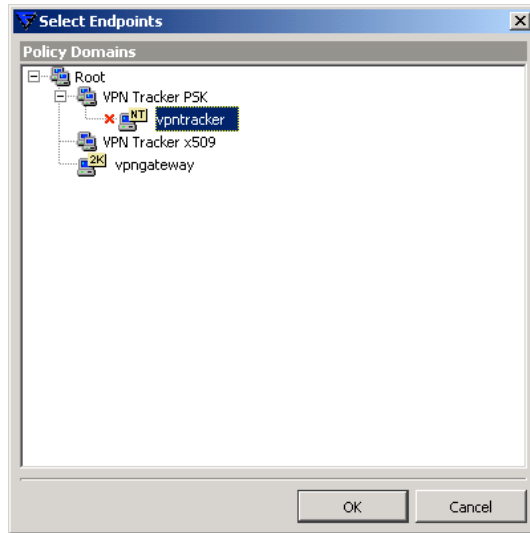 Select Endpoints
Policy Domains
Root
VPN Tracker PSK
NT vpntracker
VPN Tracker x509
2K vpngateway
OK Cancel